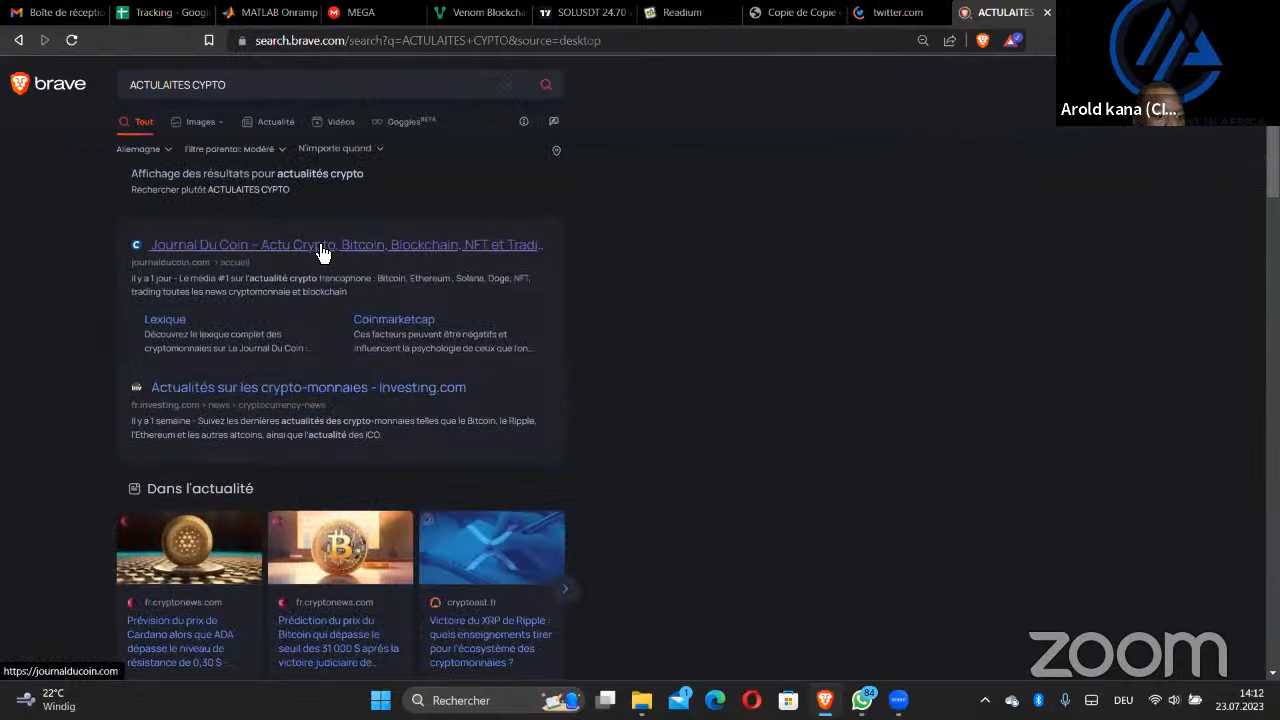 Boîte de récepti
Tracking - Googl
MATLAB Onramp
MEGA
Venom Blockcha
SOLUSDT 24.70
Readium
Copie de Copie
twitter.com
ACTULAITES
search.brave.com/search?q=ACTULAITES+CYPTO&source=desktop
brave
ACTULAITES CYPTO
Arold kana (Cl...
Tout
Images
Actualité
Vidéos
Goggles BETA
Allemagne
Filtre parental: Modéré
N'importe quand
Affichage des résultats pour actualités crypto
Rechercher plutôt ACTULAITES CYPTO
Journal Du Coin – Actu Crypto, Bitcoin, Blockchain, NFT et Tradi...
journalducoin.com › accueil
il y a 1 jour - Le média #1 sur l'actualité crypto francophone : Bitcoin, Ethereum , Solana, Doge, NFT,
trading toutes les news cryptomonnaie et blockchain
Lexique
Découvrez le lexique complet des
cryptomonnaies sur Le Journal Du Coin :...
Coinmarketcap
Ces facteurs peuvent être négatifs et
influencent la psychologie de ceux que l'on...
Actualités sur les crypto-monnaies - Investing.com
fr.investing.com › news › cryptocurrency-news
il y a 1 semaine - Suivez les dernières actualités des crypto-monnaies telles que le Bitcoin, le Ripple,
l'Ethereum et les autres altcoins, ainsi que l'actualité des ICO.
Dans l'actualité
fr.cryptonews.com
Prévision du prix de
Cardano alors que ADA
dépasse le niveau de
résistance de 0,30 $ -
fr.cryptonews.com
Prédiction du prix du
Bitcoin qui dépasse le
seuil des 31 000 $ après la
victoire judiciaire de...
cryptoast.fr
Victoire du XRP de Ripple :
quels enseignements tirer
pour l'écosystème des
cryptomonnaies ?
https://journalducoin.com
zoom
22°C
Windig
Rechercher
1
84
DEU
14:12
23.07.2023